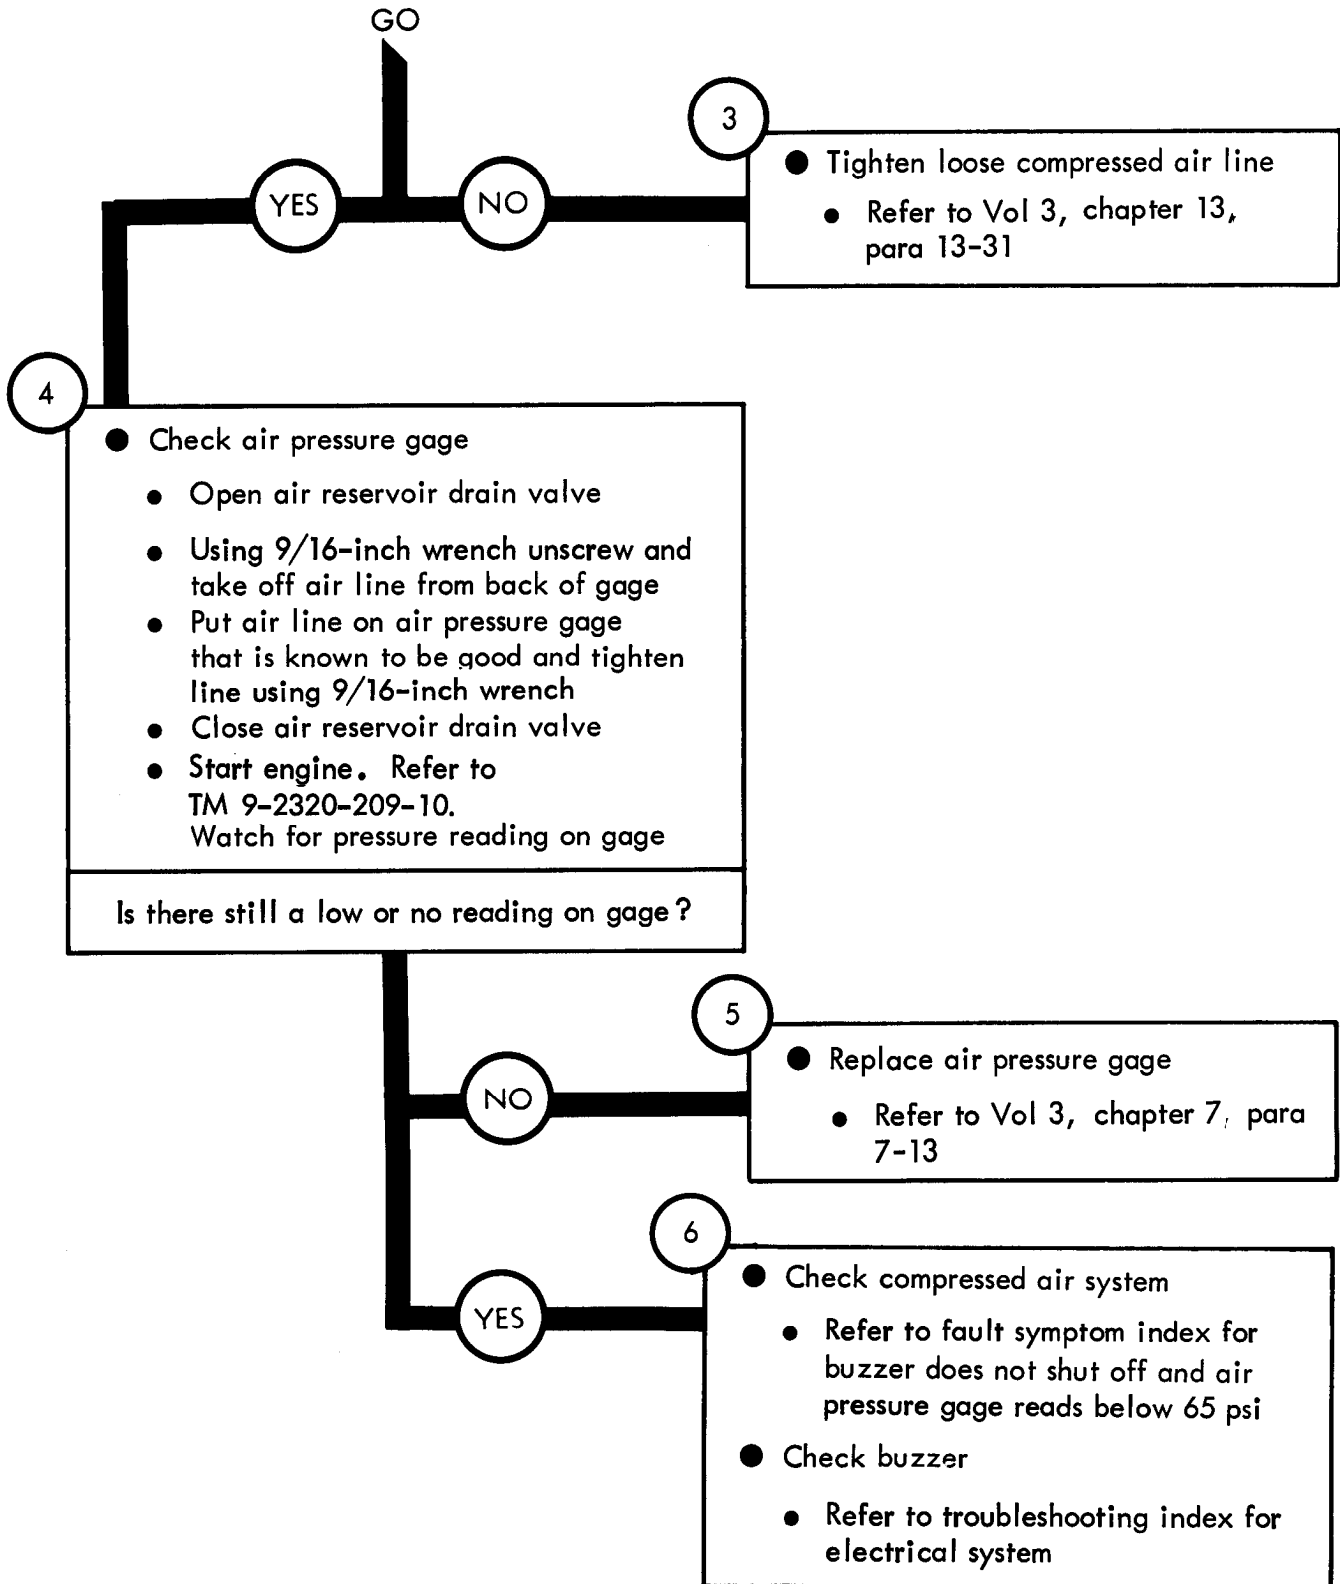 GO
YES
NO
3
● Tighten loose compressed air line
● Refer to Vol 3, chapter 13,
para 13-31
4
● Check air pressure gage
● Open air reservoir drain valve
● Using 9/16-inch wrench unscrew and
take off air line from back of gage
● Put air line on air pressure gage
that is known to be good and tighten
line using 9/16-inch wrench
● Close air reservoir drain valve
● Start engine. Refer to
TM 9-2320-209-10.
Watch for pressure reading on gage
Is there still a low or no reading on gage?
NO
5
● Replace air pressure gage
● Refer to Vol 3, chapter 7, para
7-13
YES
6
● Check compressed air system
● Refer to fault symptom index for
buzzer does not shut off and air
pressure gage reads below 65 psi
● Check buzzer
● Refer to troubleshooting index for
electrical system